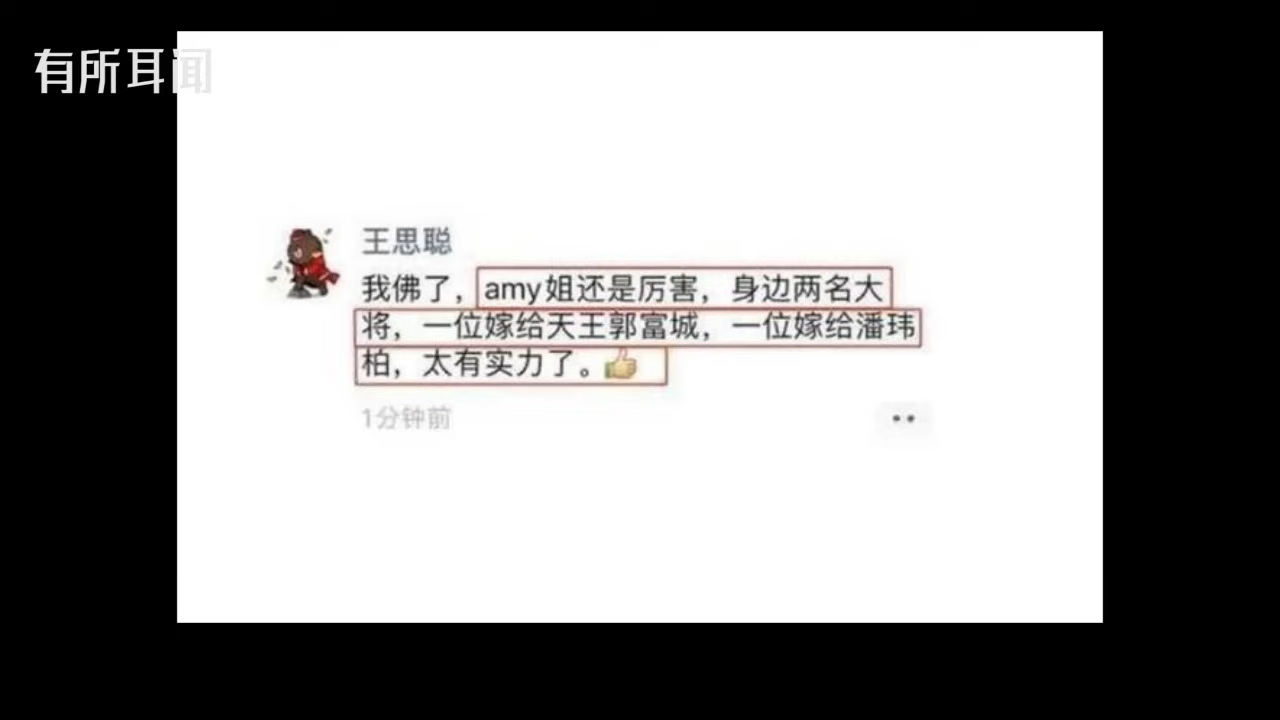 有所耳闻
王思聪
我佛了，amy姐还是厉害，身边两名大
将，一位嫁给天王郭富城，一位嫁给潘玮
柏，太有实力了。👍
1分钟前